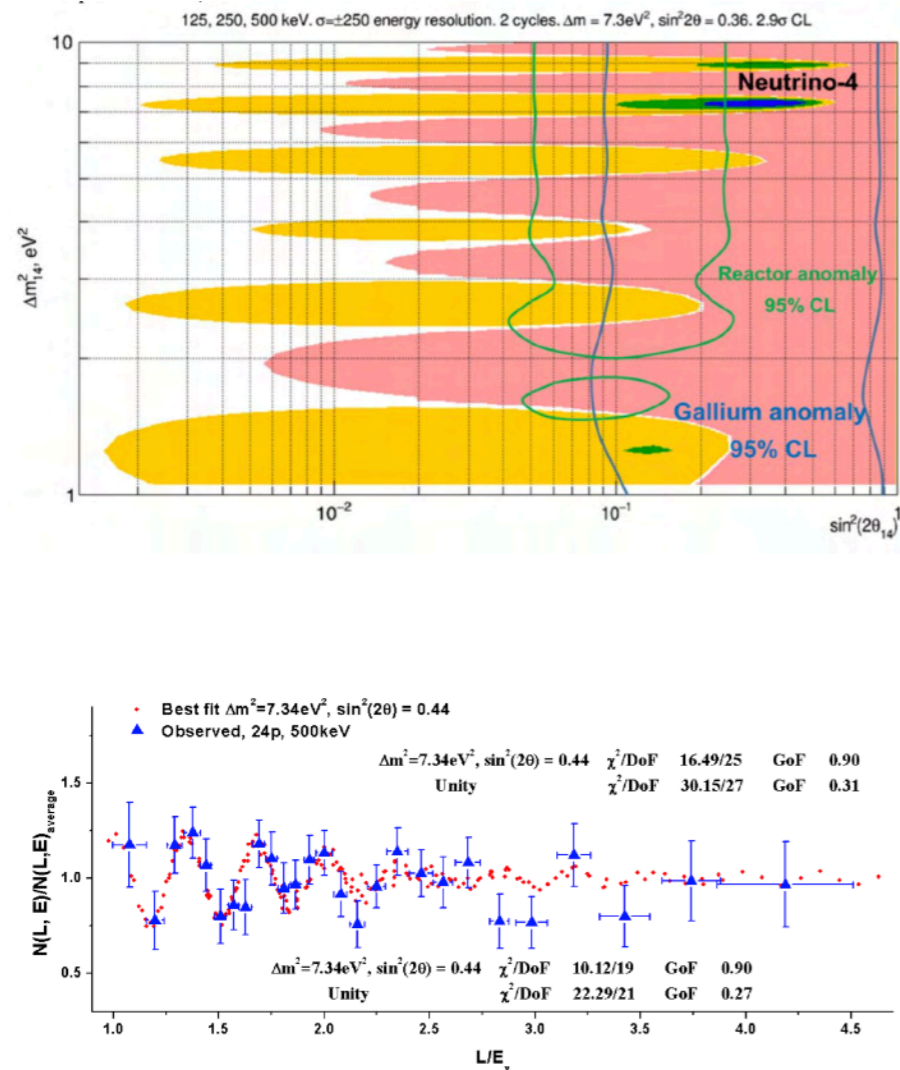 125, 250, 500 keV. σ=±250 energy resolution. 2 cycles. Δm = 7.3eV², sin²2θ = 0.36. 2.9σ CL
10
Neutrino-4
Δm²₁₄, eV²
Reactor anomaly
95% CL
Gallium anomaly
95% CL
1
10⁻²
10⁻¹
1
sin²(2θ₁₄)
Best fit Δm²=7.34eV², sin²(2θ) = 0.44
Observed, 24p, 500keV
Δm²=7.34eV², sin²(2θ) = 0.44 χ²/DoF 16.49/25 GoF 0.90
Unity χ²/DoF 30.15/27 GoF 0.31
1.5
N(L, E)/N(L,E)average
1.0
Δm²=7.34eV², sin²(2θ) = 0.44 χ²/DoF 10.12/19 GoF 0.90
0.5
Unity χ²/DoF 22.29/21 GoF 0.27
1.0 1.5 2.0 2.5 3.0 3.5 4.0 4.5
L/E